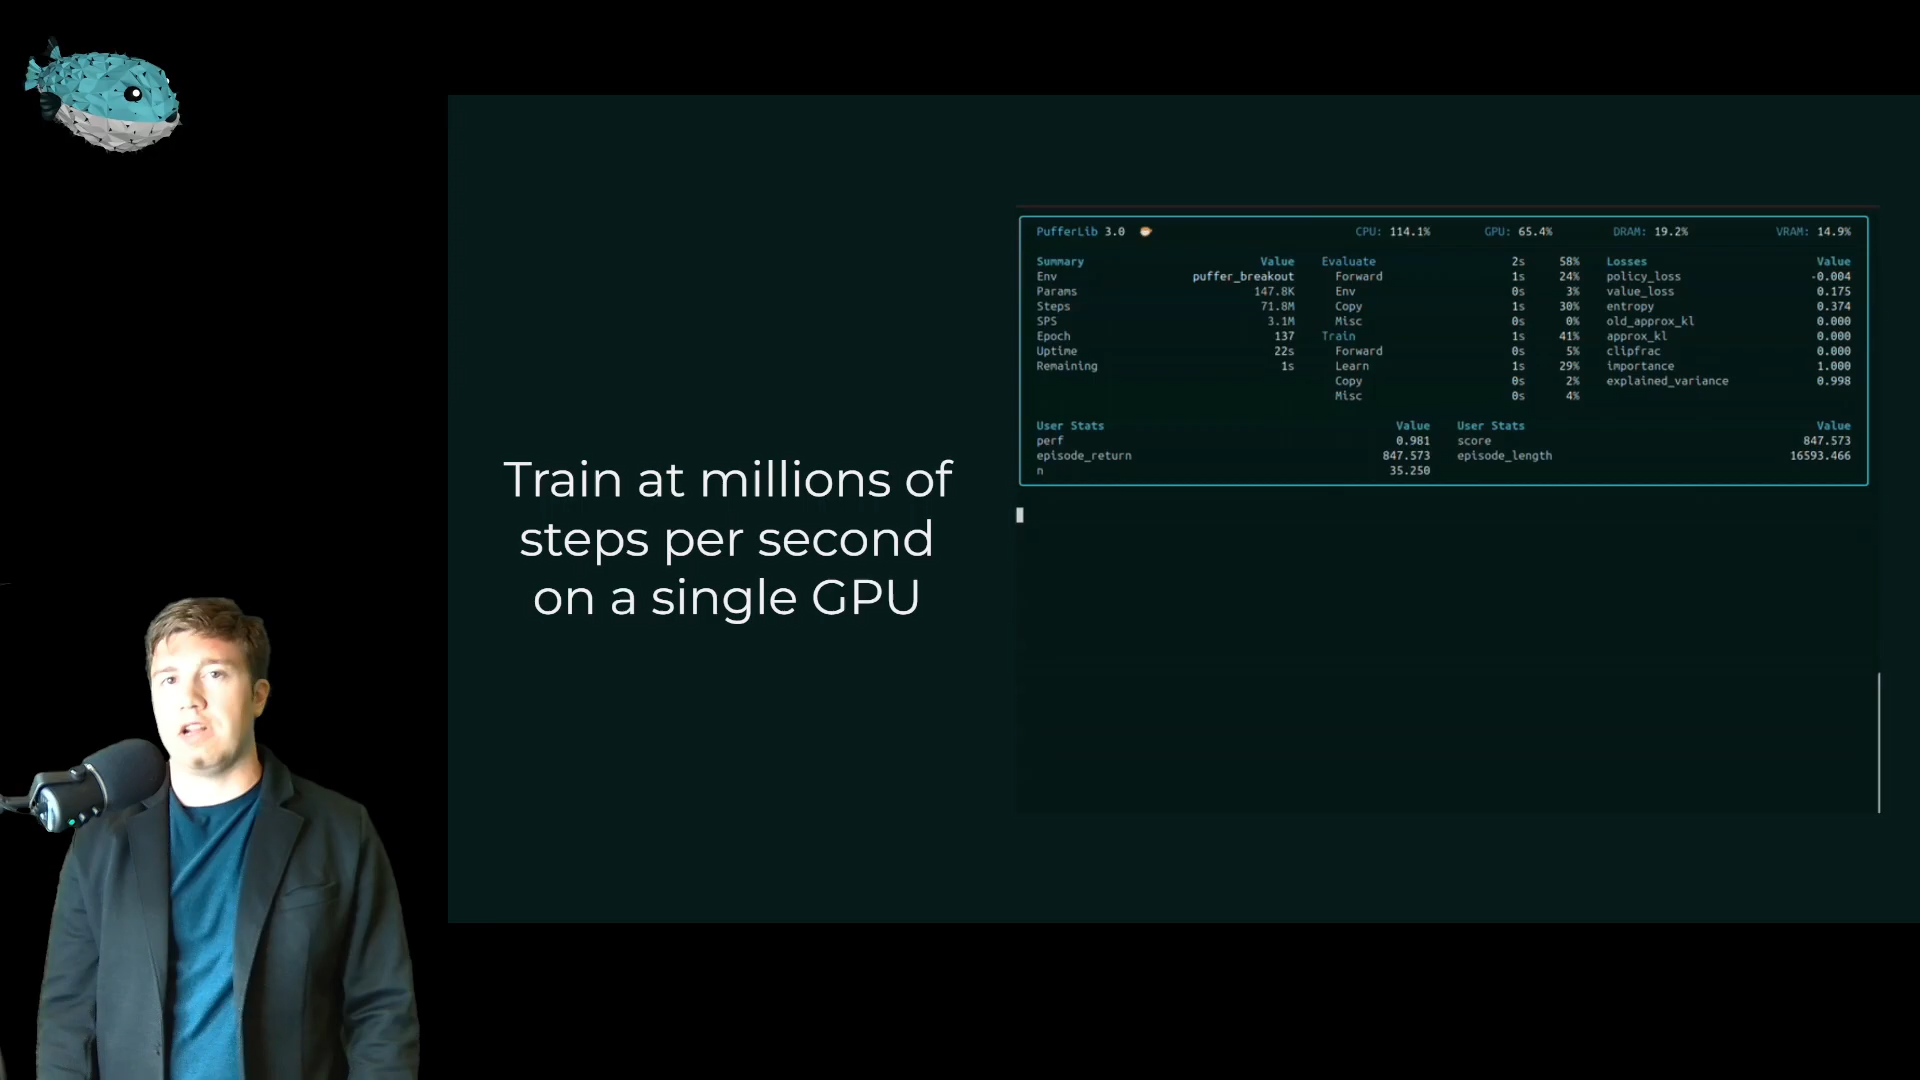 Train at millions of
steps per second
on a single GPU
PufferLib 3.0 CPU: 114.1% GPU: 65.4% DRAM: 19.2% VRAM: 14.9%
Summary Value Evaluate 2s 58% Losses Value
Env puffer_breakout Forward 1s 24% policy_loss -0.004
Params 147.8K Env 0s 3% value_loss 0.175
Steps 71.8M Copy 1s 30% entropy 0.374
SPS 3.1M Misc 0s 0% old_approx_kl 0.000
Epoch 137 Train 1s 41% approx_kl 0.000
Uptime 22s Forward 0s 5% clipfrac 0.000
Remaining 1s Learn 1s 29% importance 1.000
Copy 0s 2% explained_variance 0.998
Misc 0s 4%
User Stats Value User Stats Value
perf 0.981 score 847.573
episode_return 847.573 episode_length 16593.466
n 35.250